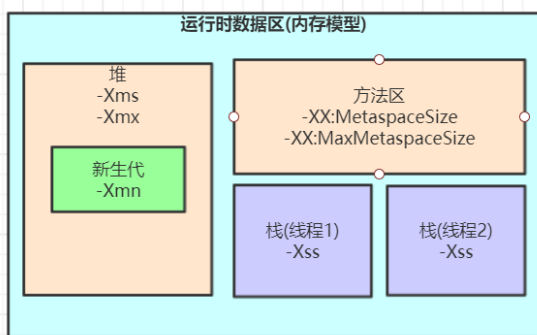 运行时数据区(内存模型)
堆
-Xms
-Xmx
新生代
-Xmn
方法区
-XX:MetaspaceSize
-XX:MaxMetaspaceSize
栈(线程1)
-Xss
栈(线程2)
-Xss